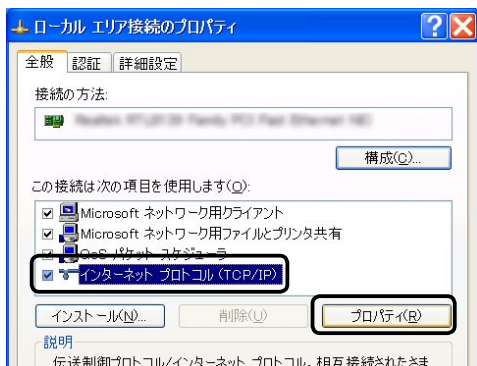 ローカル エリア接続のプロパティ
全般 認証 詳細設定
接続の方法:
構成(C)...
この接続は次の項目を使用します(O):
Microsoft ネットワーク用クライアント
Microsoft ネットワーク用ファイルとプリンタ共有
QoS パケット スケジューラ
インターネット プロトコル (TCP/IP)
インストール(N)... 削除(U) プロパティ(R)
説明
伝送制御プロトコル/インターネット プロトコル。相互接続されたさま